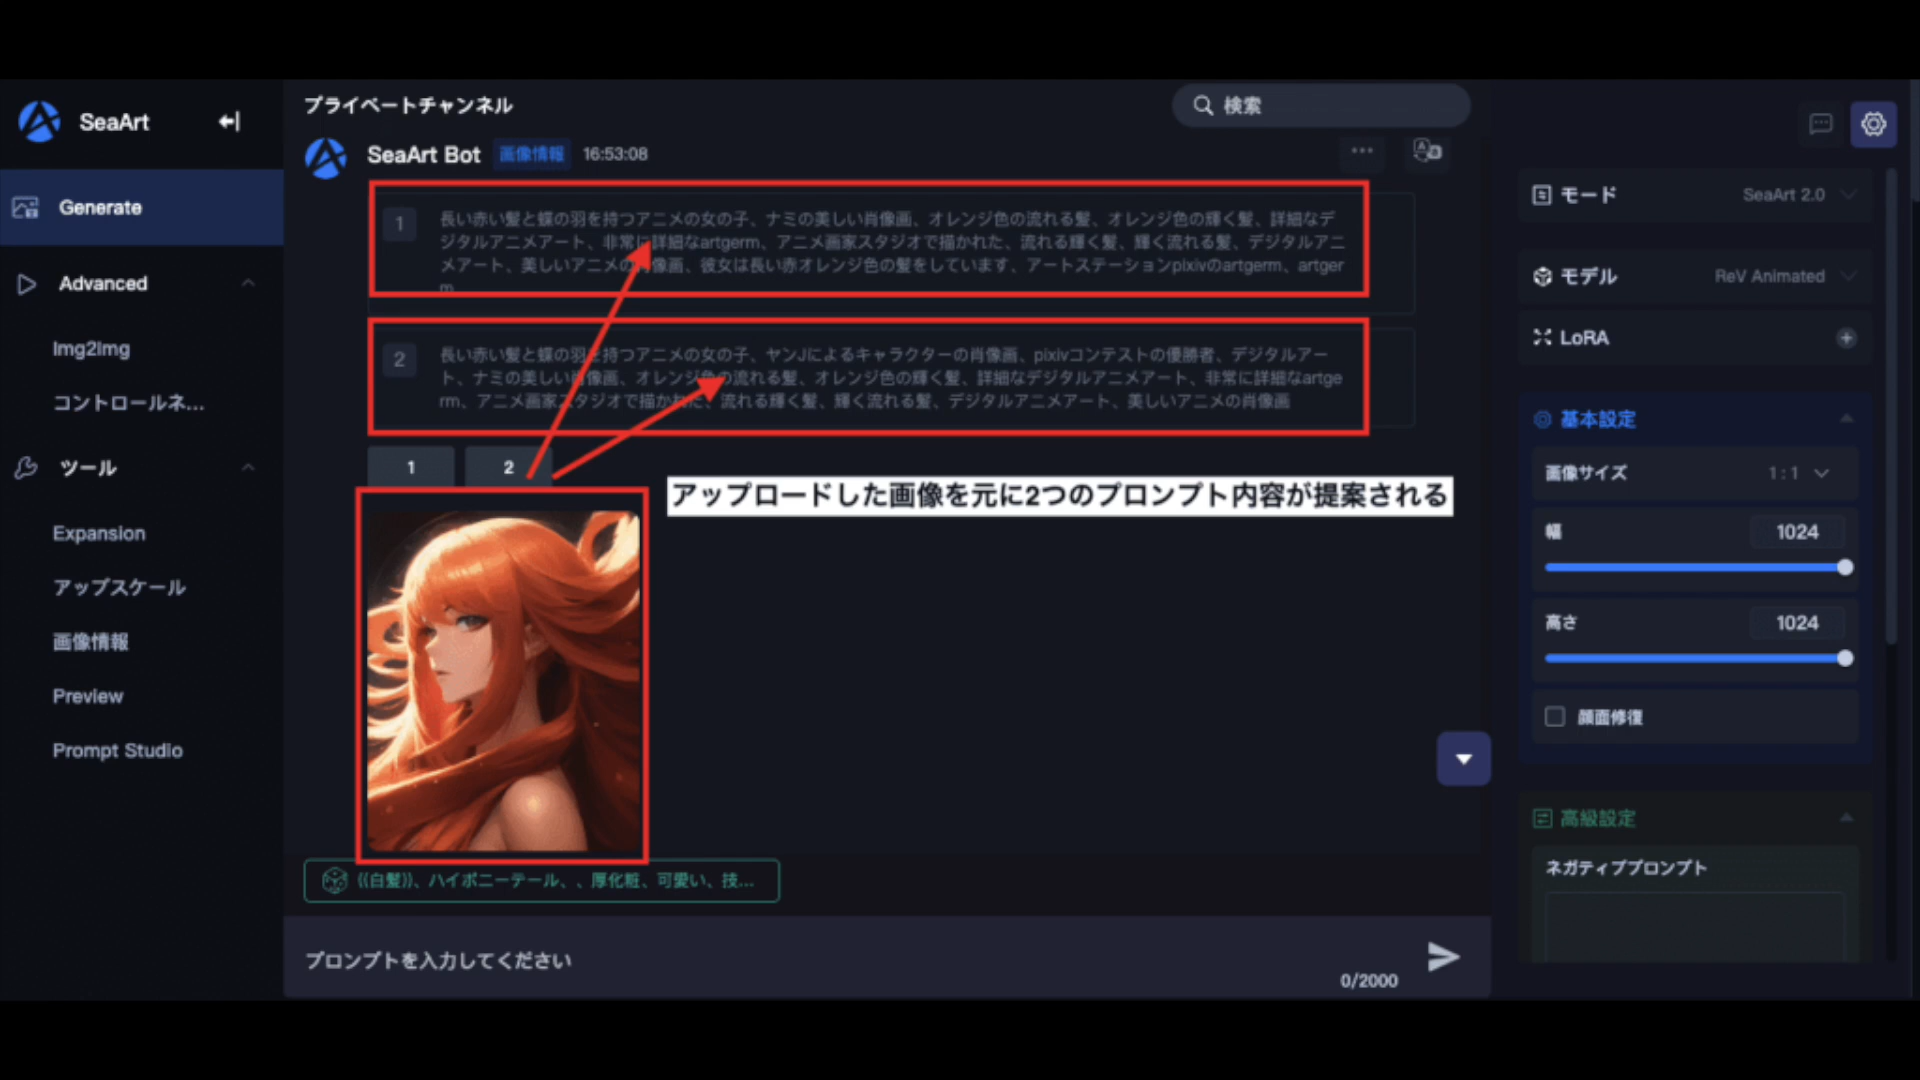 SeaArt
Generate
Advanced
Img2Img
コントロールネ...
ツール
Expansion
アップスケール
画像情報
Preview
Prompt Studio
プライベートチャンネル
検索
SeaArt Bot 画像情報 16:53:08
1
長い赤い髪と蝶の羽を持つアニメの女の子、ナミの美しい肖像画、オレンジ色の流れる髪、オレンジ色の輝く髪、詳細なデ
ジタルアニメアート、非常に詳細なartgerm、アニメ画家スタジオで描かれた、流れる輝く髪、輝く流れる髪、デジタルアニ
メアート、美しいアニメの肖像画、彼女は長い赤オレンジ色の髪をしています、アートステーションpixivのartgerm、artger
m
2
長い赤い髪と蝶の羽を持つアニメの女の子、ヤンJによるキャラクターの肖像画、pixivコンテストの優勝者、デジタルアー
ト、ナミの美しい肖像画、オレンジ色の流れる髪、オレンジ色の輝く髪、詳細なデジタルアニメアート、非常に詳細なartge
rm、アニメ画家スタジオで描かれた、流れる輝く髪、輝く流れる髪、デジタルアニメアート、美しいアニメの肖像画
1 2
アップロードした画像を元に2つのプロンプト内容が提案される
((白髪))、ハイポニーテール、、厚化粧、可愛い、技...
プロンプトを入力してください
0/2000
モード SeaArt 2.0
モデル ReV Animated
LoRA
基本設定
画像サイズ 1:1
幅 1024
高さ 1024
顔面修復
高級設定
ネガティブプロンプト